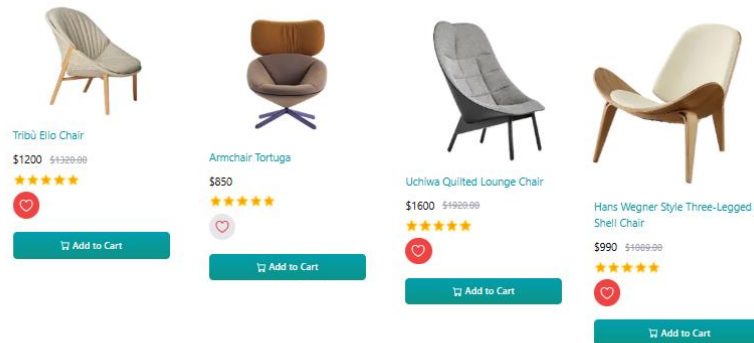 Tribù Elio Chair
$1200 $1320.00
Add to Cart
Armchair Tortuga
$850
Add to Cart
Uchiwa Quilted Lounge Chair
$1600 $1920.00
Add to Cart
Hans Wegner Style Three-Legged
Shell Chair
$990 $1089.00
Add to Cart